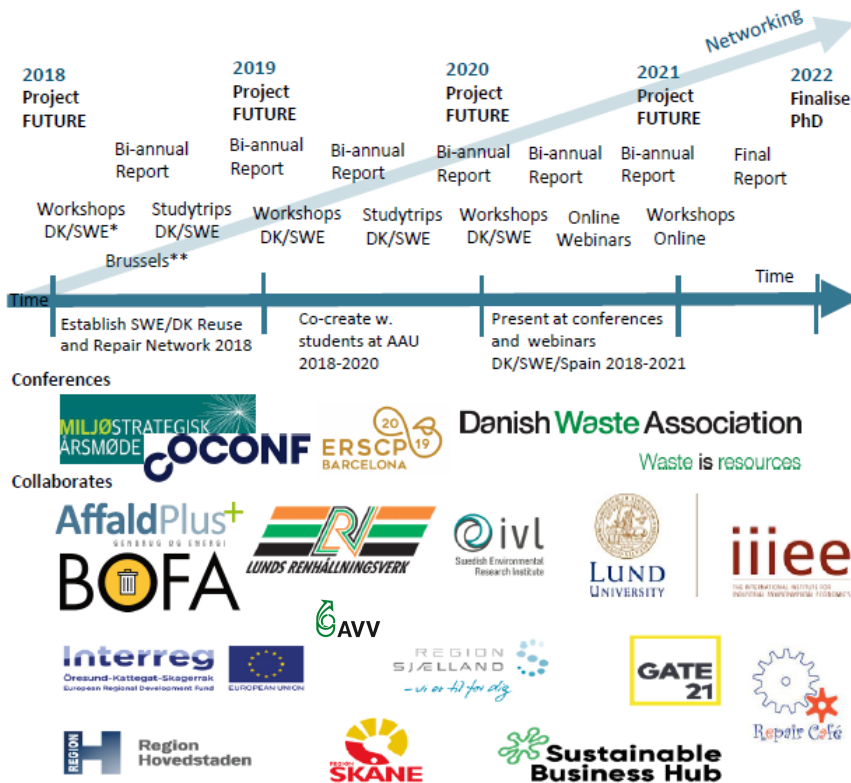 Networking
2018
Project
FUTURE
2019
Project
FUTURE
2020
Project
FUTURE
2021
Project
FUTURE
2022
Finalise
PhD
Bi-annual
Report
Bi-annual
Report
Bi-annual
Report
Bi-annual
Report
Bi-annual
Report
Bi-annual
Report
Final
Report
Workshops
DK/SWE*
Studytrips
DK/SWE
Workshops
DK/SWE
Studytrips
DK/SWE
Workshops
DK/SWE
Online
Webinars
Workshops
Online
Brussels**
Time
Time
Establish SWE/DK Reuse
and Repair Network 2018
Co-create w.
students at AAU
2018-2020
Present at conferences
and webinars
DK/SWE/Spain 2018-2021
Conferences
MILJØSTRATEGISK
ÅRSMØDE
COCONF
20
ERSCP 19
BARCELONA
Danish Waste Association
Waste is resources
Collaborates
AffaldPlus+
GENBRUG OG ENERGI
BOFA
LRV
LUNDS RENHÅLLNINGSVERK
ivl
Swedish Environmental
Research Institute
LUND
UNIVERSITY
iiiee
THE INTERNATIONAL INSTITUTE FOR
INDUSTRIAL ENVIRONMENTAL ECONOMICS
AVV
Interreg
Öresund-Kattegat-Skagerrak
European Regional Development Fund
EUROPEAN UNION
REGION
SJÆLLAND
- vi er til for dig
GATE
21
Repair Café
REGION
H
Region
Hovedstaden
REGION
SKÅNE
Sustainable
Business Hub